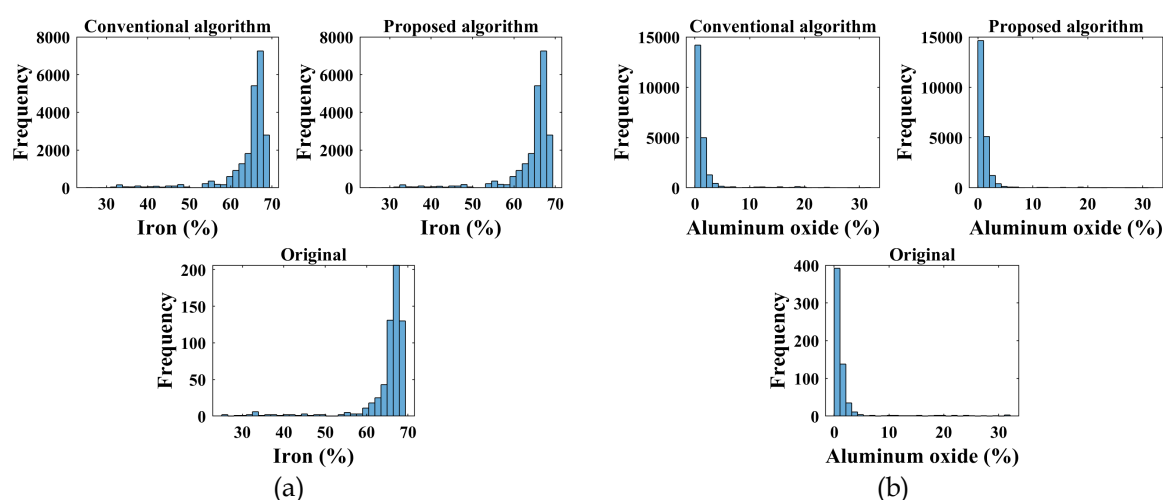 Conventional algorithm
Frequency
8000
6000
4000
2000
0
30 40 50 60 70
Iron (%)
Proposed algorithm
Frequency
8000
6000
4000
2000
0
30 40 50 60 70
Iron (%)
Original
Frequency
200
150
100
50
0
30 40 50 60 70
Iron (%)
(a)
Conventional algorithm
Frequency
15000
10000
5000
0
0 10 20 30
Aluminum oxide (%)
Proposed algorithm
Frequency
15000
10000
5000
0
0 10 20 30
Aluminum oxide (%)
Original
Frequency
400
300
200
100
0
0 10 20 30
Aluminum oxide (%)
(b)